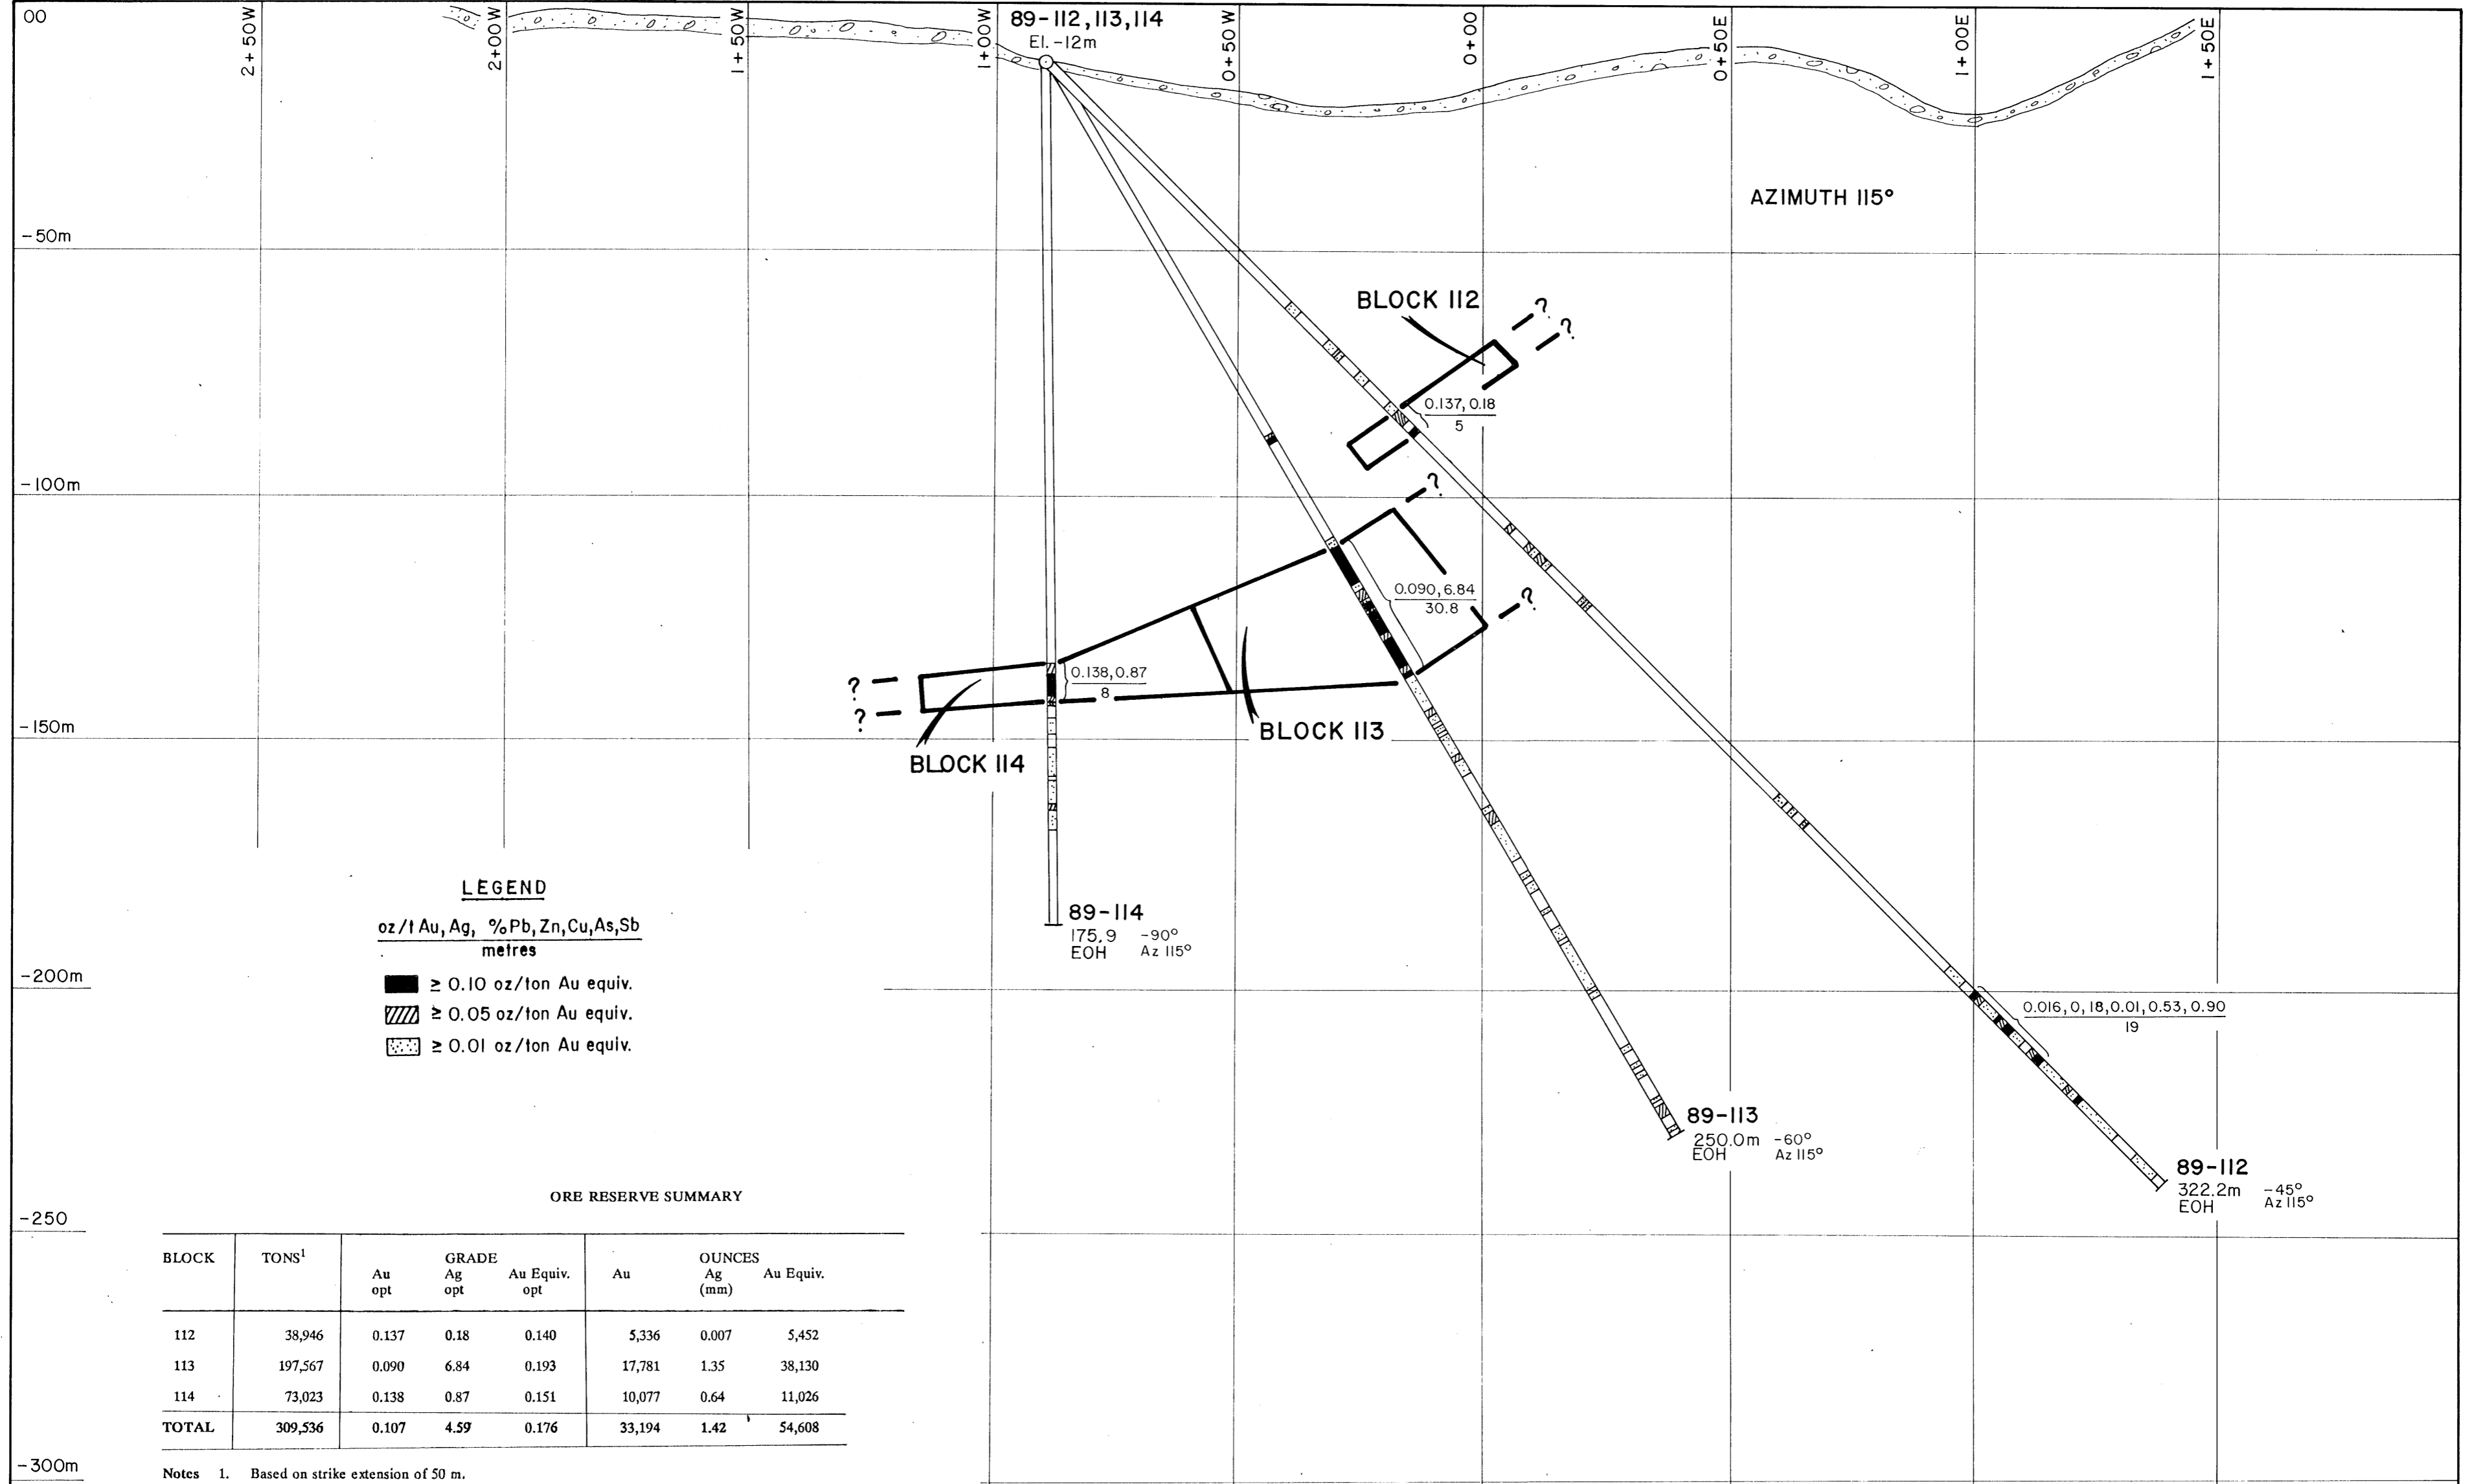 00
2+50W
2+00W
1+50W
1+00W
0+50W
0+00
0+50E
1+00E
1+50E
89-112,113,114
El.-12m
AZIMUTH 115°
-50m
BLOCK 112
?
?
0.137, 0.18
5
-100m
?
0.090, 6.84
30.8
?
0.138, 0.87
8
?
?
-150m
BLOCK 113
BLOCK 114
LEGEND
oz/t Au, Ag, %Pb, Zn, Cu, As, Sb
metres
≥ 0.10 oz/ton Au equiv.
≥ 0.05 oz/ton Au equiv.
≥ 0.01 oz/ton Au equiv.
89-114
175.9 -90°
EOH Az 115°
-200m
0.016, 0, 18, 0.01, 0.53, 0.90
19
89-113
250.0m -60°
EOH Az 115°
89-112
322.2m -45°
EOH Az 115°
-250
ORE RESERVE SUMMARY
BLOCK TONS1 GRADE OUNCES
Au Ag Au Equiv. Au Ag Au Equiv.
opt opt opt (mm)
112 38,946 0.137 0.18 0.140 5,336 0.007 5,452
113 197,567 0.090 6.84 0.193 17,781 1.35 38,130
114 73,023 0.138 0.87 0.151 10,077 0.64 11,026
TOTAL 309,536 0.107 4.59 0.176 33,194 1.42 54,608
-300m
Notes 1. Based on strike extension of 50 m.